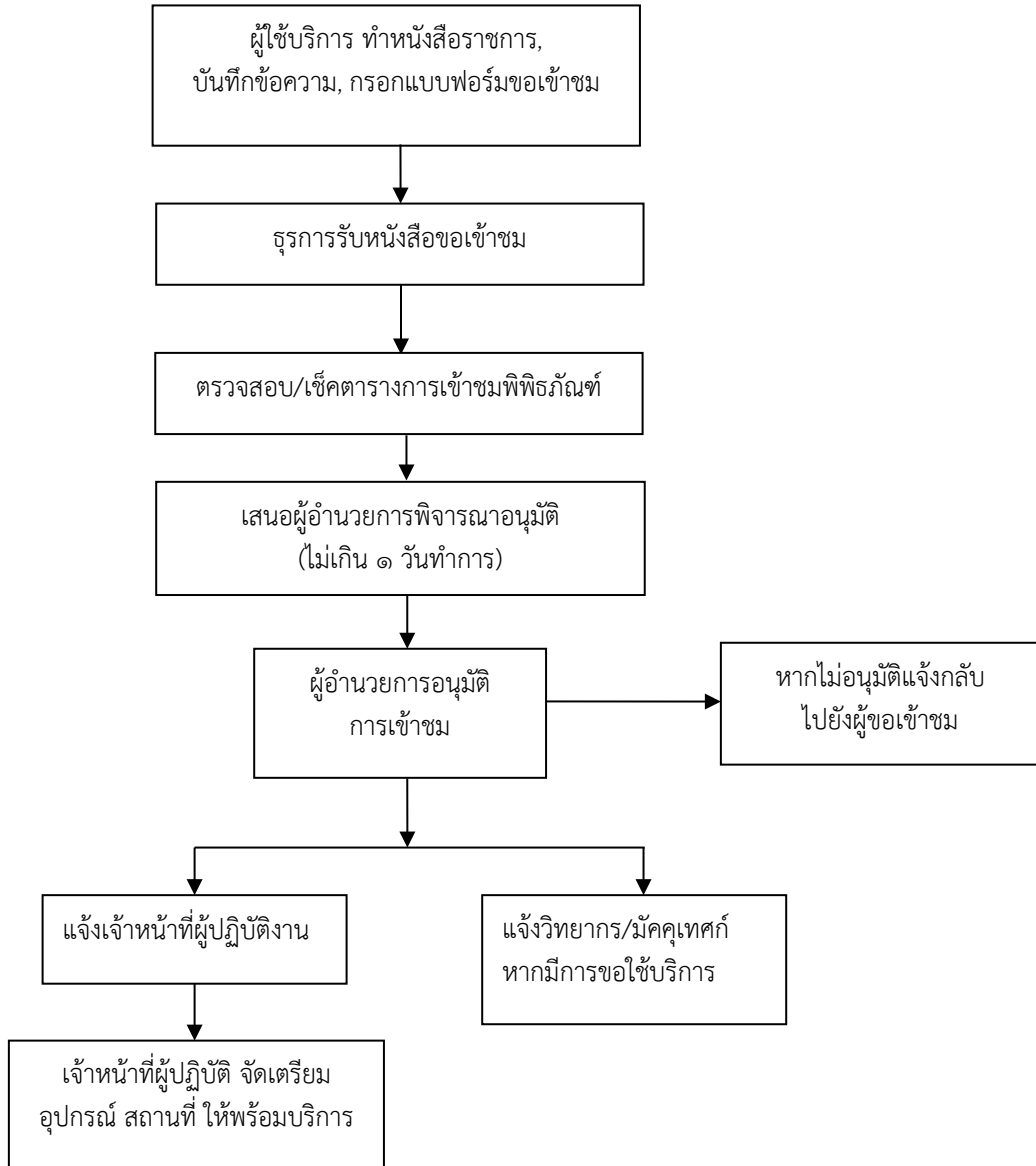 ผู้ใช้บริการ ทำหนังสือราชการ,
บันทึกข้อความ, กรอกแบบฟอร์มขอเข้าชม
ธุรการรับหนังสือขอเข้าชม
ตรวจสอบ/เช็คตารางการเข้าชมพิพิธภัณฑ์
เสนอผู้อำนวยการพิจารณาอนุมัติ
(ไม่เกิน ๑ วันทำการ)
ผู้อำนวยการอนุมัติ
การเข้าชม
หากไม่อนุมัติแจ้งกลับ
ไปยังผู้ขอเข้าชม
แจ้งเจ้าหน้าที่ผู้ปฏิบัติงาน
แจ้งวิทยากร/มัคคุเทศก์
หากมีการขอใช้บริการ
เจ้าหน้าที่ผู้ปฏิบัติ จัดเตรียม
อุปกรณ์ สถานที่ ให้พร้อมบริการ